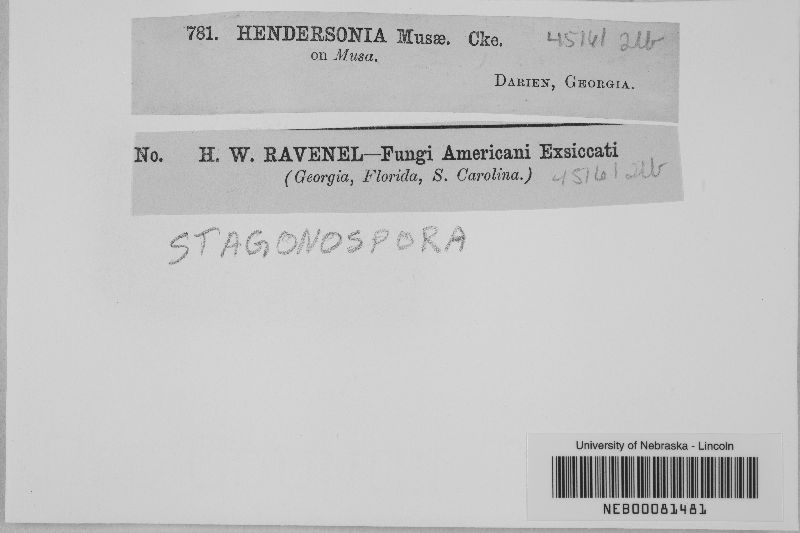 781. HENDERSONIA Musæ. Cke. 45161 2lb
on Musa.
DARIEN, GEORGIA.
No. H. W. RAVENEL—Fungi Americani Exsiccati
(Georgia, Florida, S. Carolina.) 45161 2lb
STAGONOSPORA
University of Nebraska - Lincoln
NEB00081481